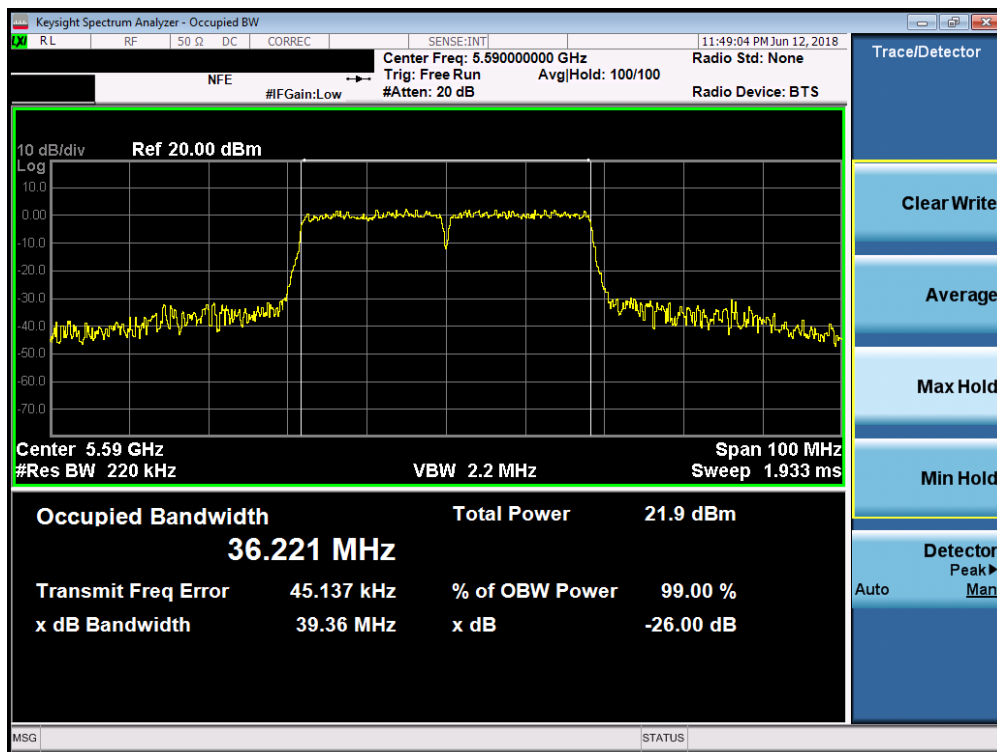 Keysight Spectrum Analyzer - Occupied BW
LXI RL RF 50 Ω DC CORREC SENSE:INT 11:49:04 PM Jun 12, 2018
Center Freq: 5.590000000 GHz Radio Std: None
NFE Trig: Free Run Avg|Hold: 100/100
#IFGain:Low #Atten: 20 dB Radio Device: BTS
10 dB/div Ref 20.00 dBm
Log
10.0
0.00
-10.0
-20.0
-30.0
-40.0
-50.0
-60.0
-70.0
Center 5.59 GHz Span 100 MHz
#Res BW 220 kHz VBW 2.2 MHz Sweep 1.933 ms
Occupied Bandwidth Total Power 21.9 dBm
36.221 MHz
Transmit Freq Error 45.137 kHz % of OBW Power 99.00 %
x dB Bandwidth 39.36 MHz x dB -26.00 dB
MSG STATUS
Trace/Detector
Clear Write
Average
Max Hold
Min Hold
Detector
Peak▶
Auto Man